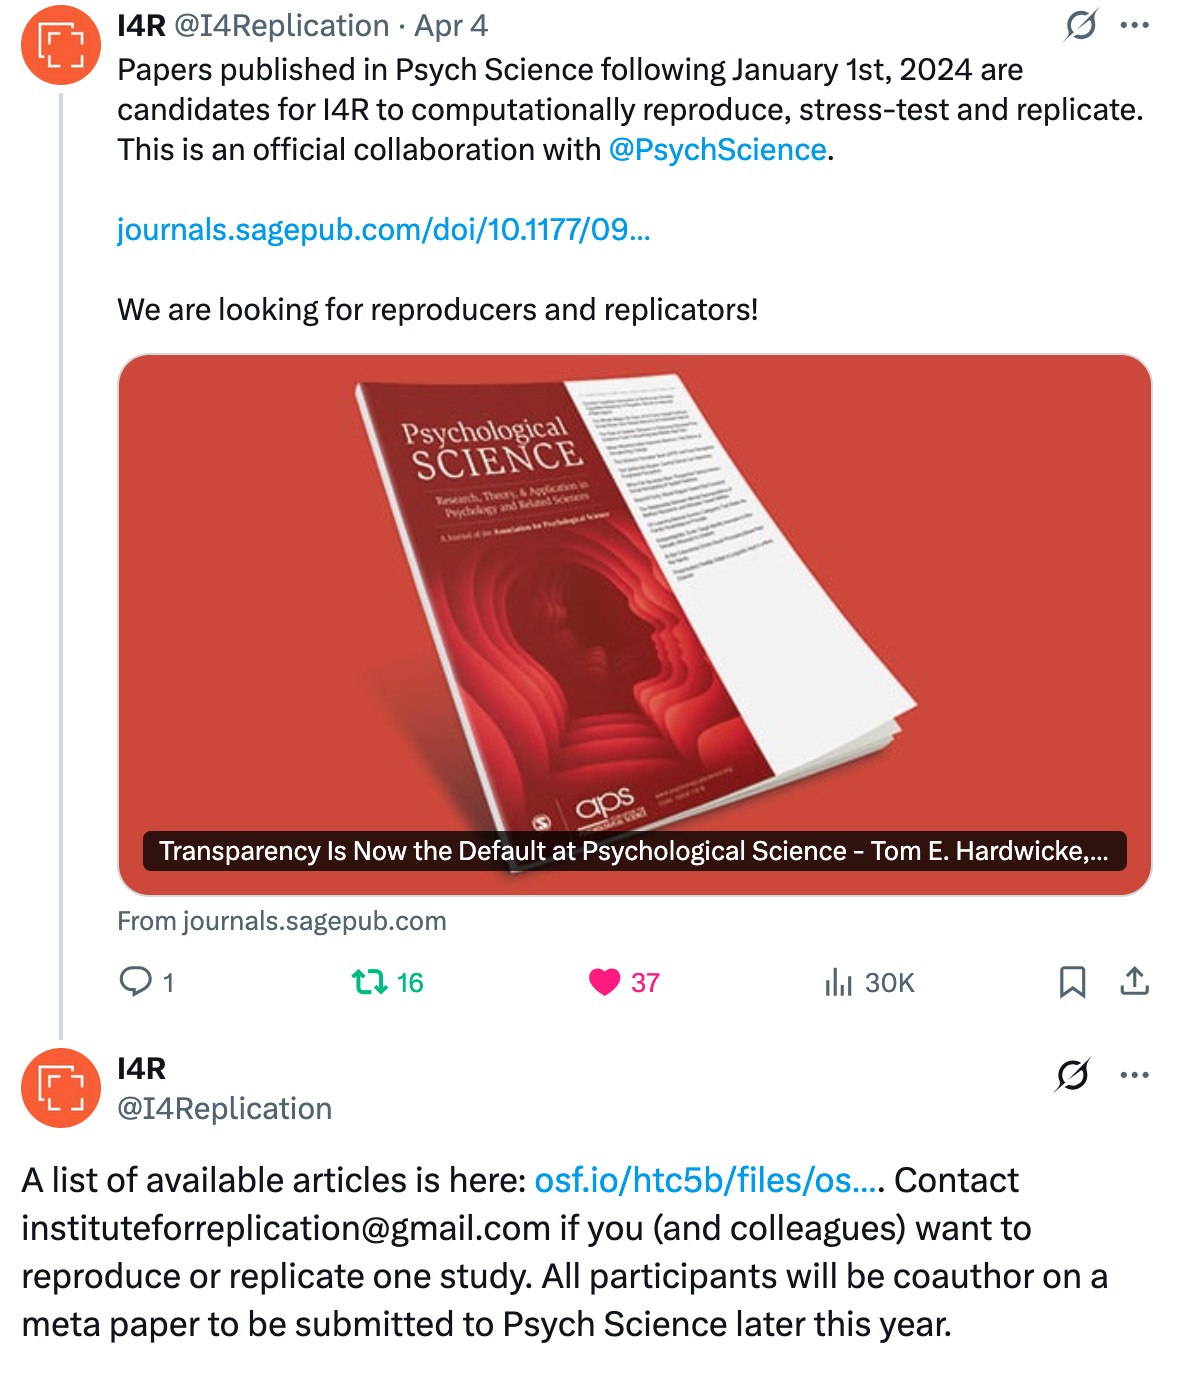 I4R @I4Replication · Apr 4
Papers published in Psych Science following January 1st, 2024 are
candidates for I4R to computationally reproduce, stress-test and replicate.
This is an official collaboration with @PsychScience.
journals.sagepub.com/doi/10.1177/09...
We are looking for reproducers and replicators!
Psychological
SCIENCE
Research, Theory, & Application in
Psychology and Related Sciences
A Journal of the Association for Psychological Science
aps
Transparency Is Now the Default at Psychological Science - Tom E. Hardwicke,...
From journals.sagepub.com
1 16 37 30K
I4R
@I4Replication
A list of available articles is here: osf.io/htc5b/files/os.... Contact
instituteforreplication@gmail.com if you (and colleagues) want to
reproduce or replicate one study. All participants will be coauthor on a
meta paper to be submitted to Psych Science later this year.